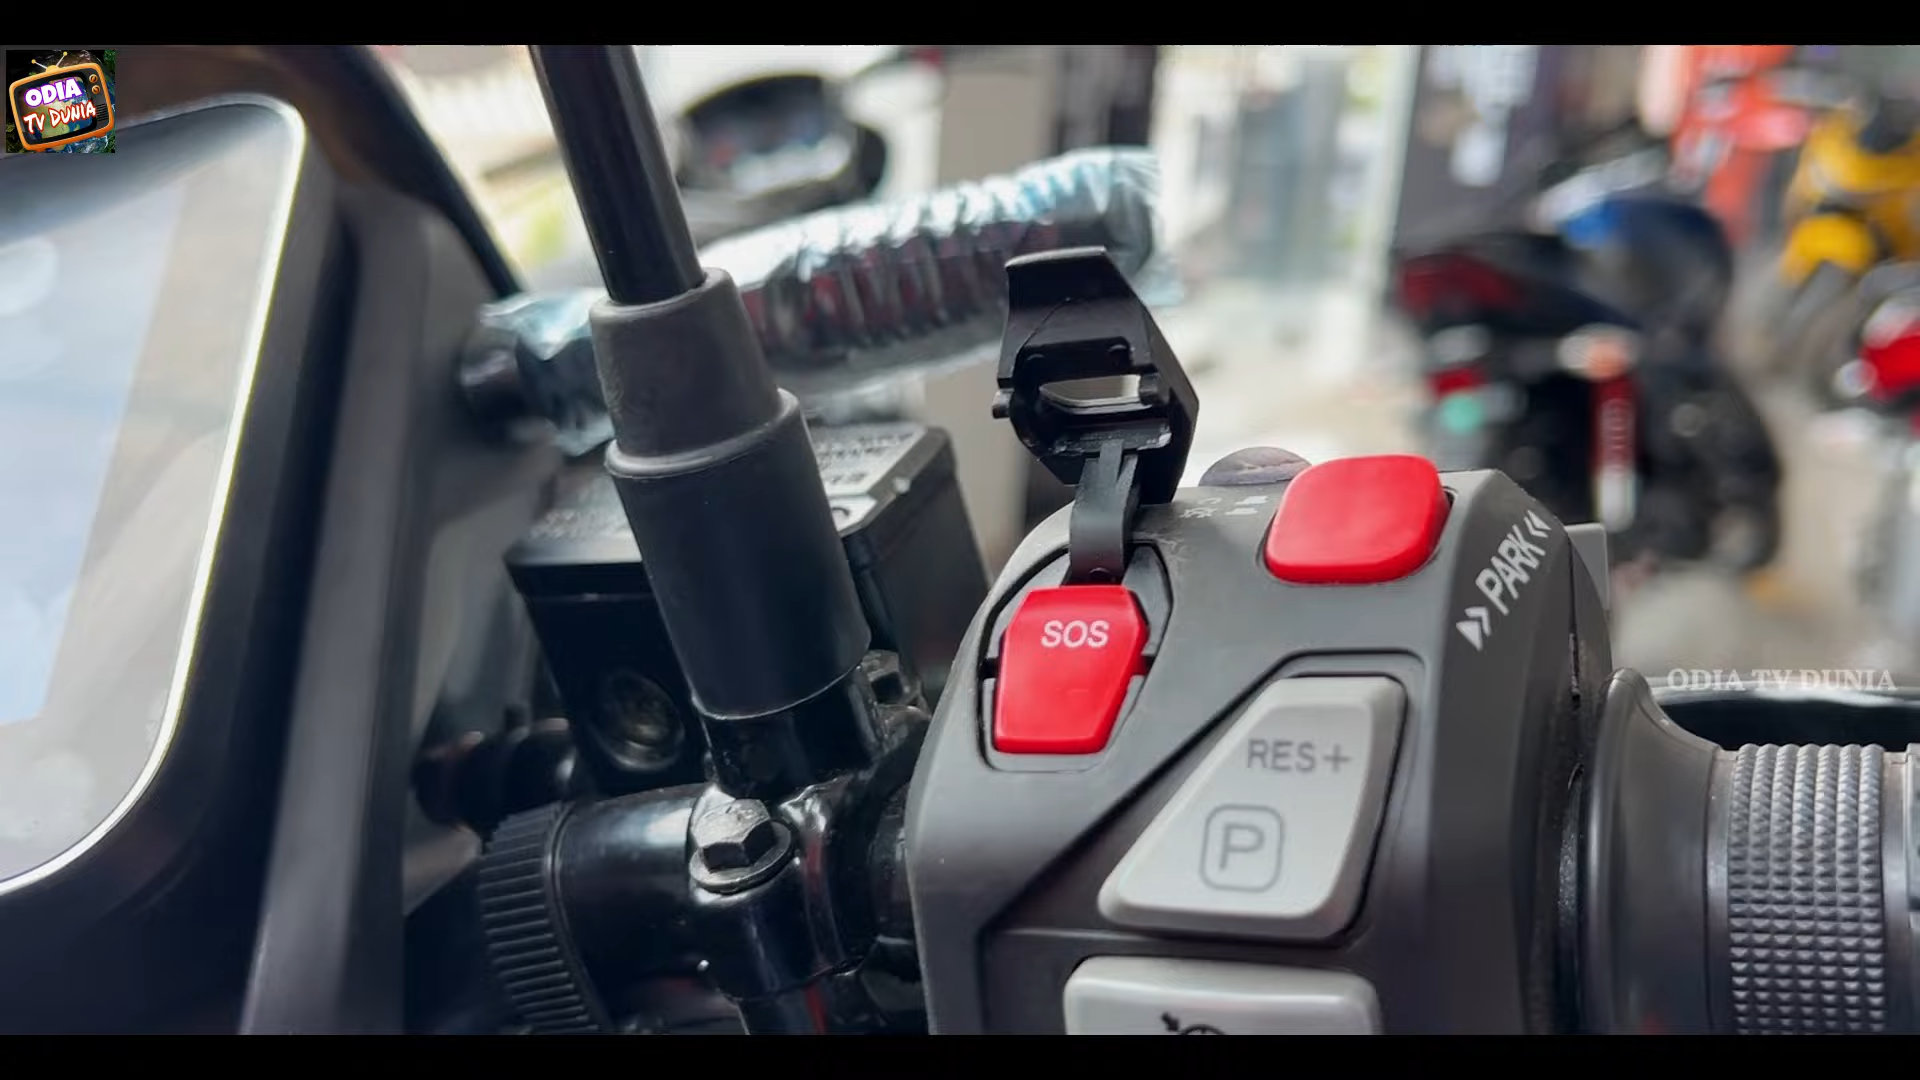 ODIA
TV DUNIA
SOS
PARK
RES+
P
ODIA TV DUNIA